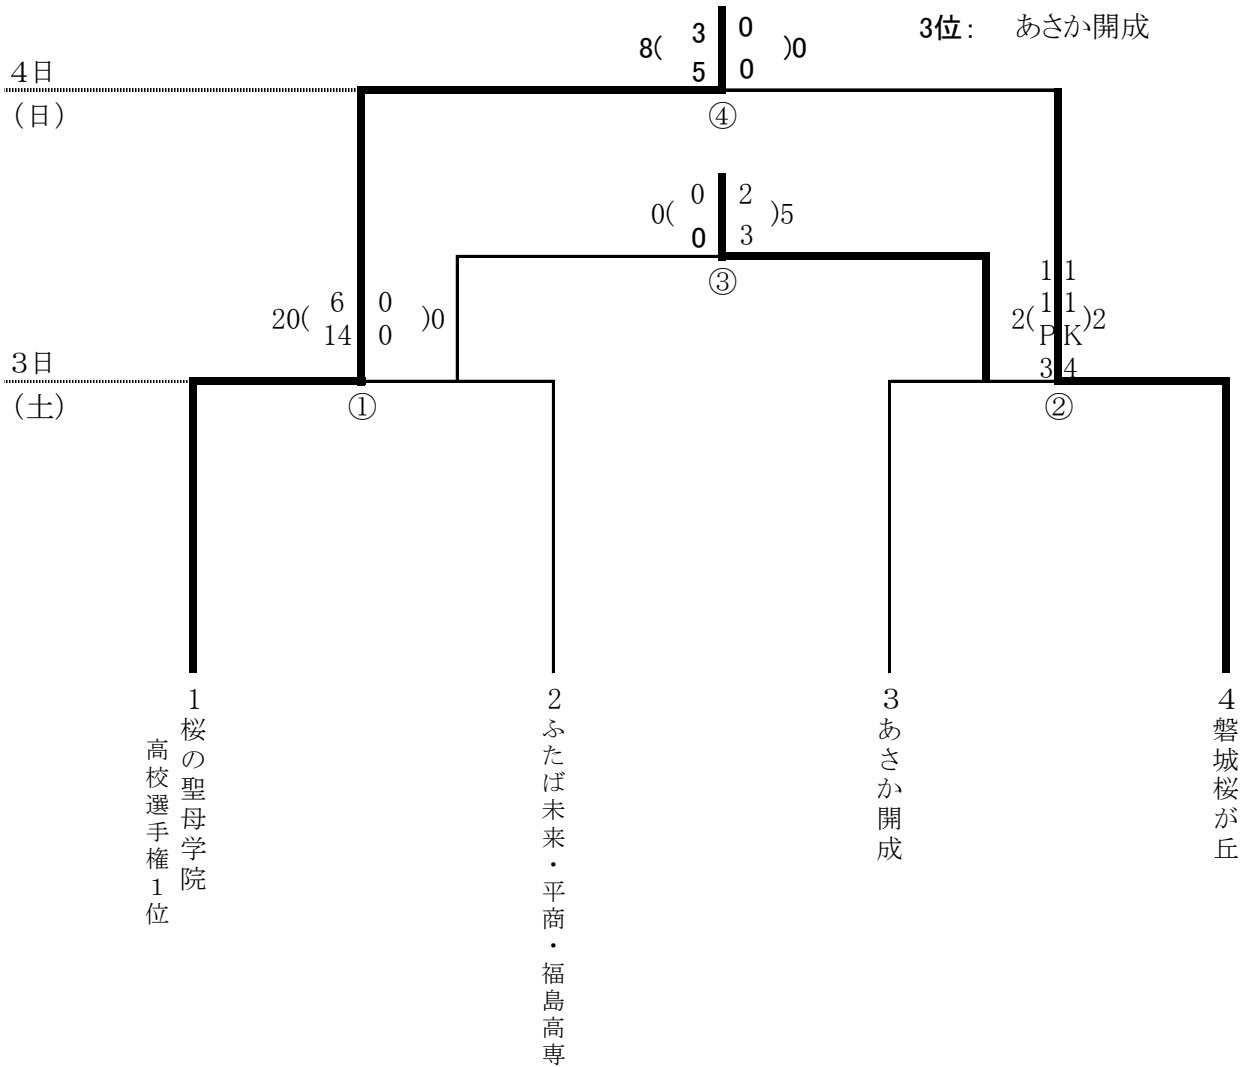 3位： あさか開成
8( 3 0 )0
5 0
4日
(日)
④
0( 0 2 )5
0 3
③
20( 6 0 )0
14 0
1 1
2( 1 1 )2
P K
3 4
3日
(土)
①
②
1 桜の聖母学院
高校選手権1位
2 ふたば未来・平商・福島高専
3 あさか開成
4 磐城桜が丘